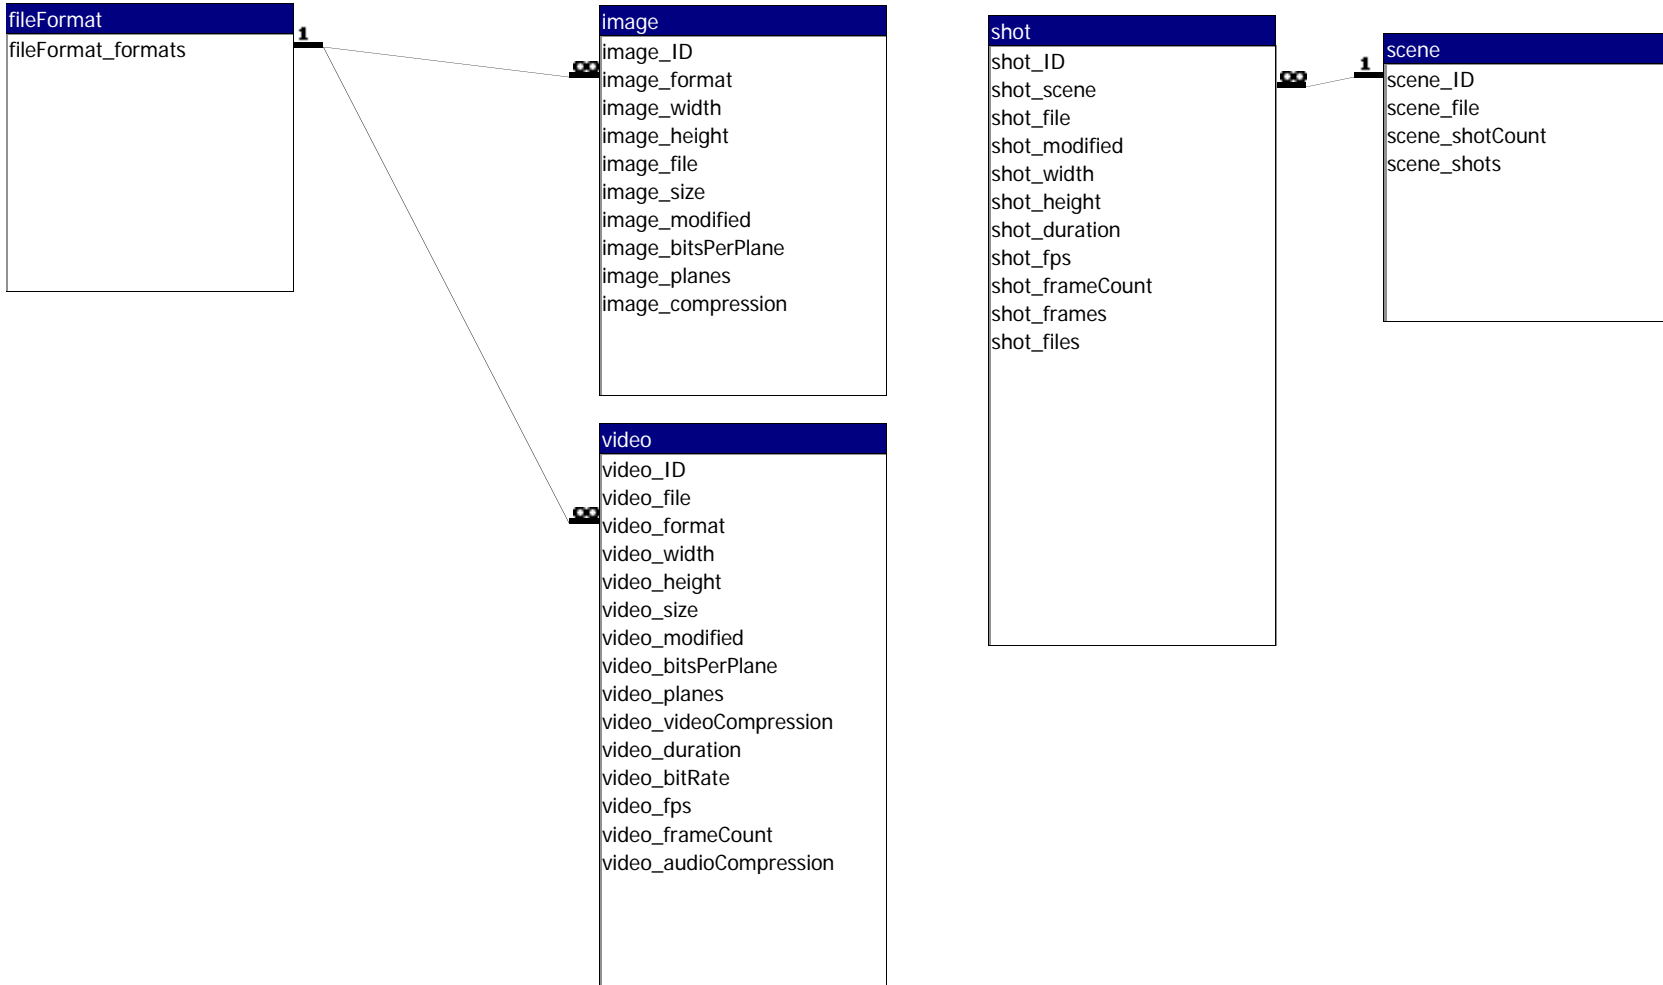 fileFormat
fileFormat_formats
1
image
image_ID
image_format
image_width
image_height
image_file
image_size
image_modified
image_bitsPerPlane
image_planes
image_compression
∞
video
video_ID
video_file
video_format
video_width
video_height
video_size
video_modified
video_bitsPerPlane
video_planes
video_videoCompression
video_duration
video_bitRate
video_fps
video_frameCount
video_audioCompression
∞
shot
shot_ID
shot_scene
shot_file
shot_modified
shot_width
shot_height
shot_duration
shot_fps
shot_frameCount
shot_frames
shot_files
∞
1
scene
scene_ID
scene_file
scene_shotCount
scene_shots